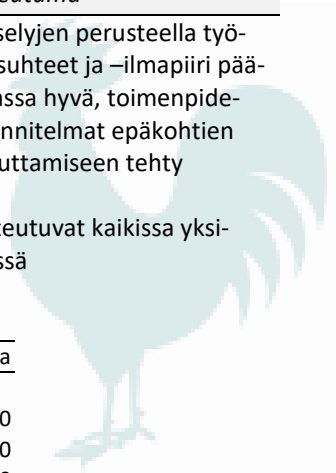 selyjen perusteella työ-
suhteet ja –ilmapiiri pää-
assa hyvä, toimenpide-
nnitelmat epäkohtien
uttamiseen tehty
teutuvat kaikissa yksi-
ssä
a
0
0